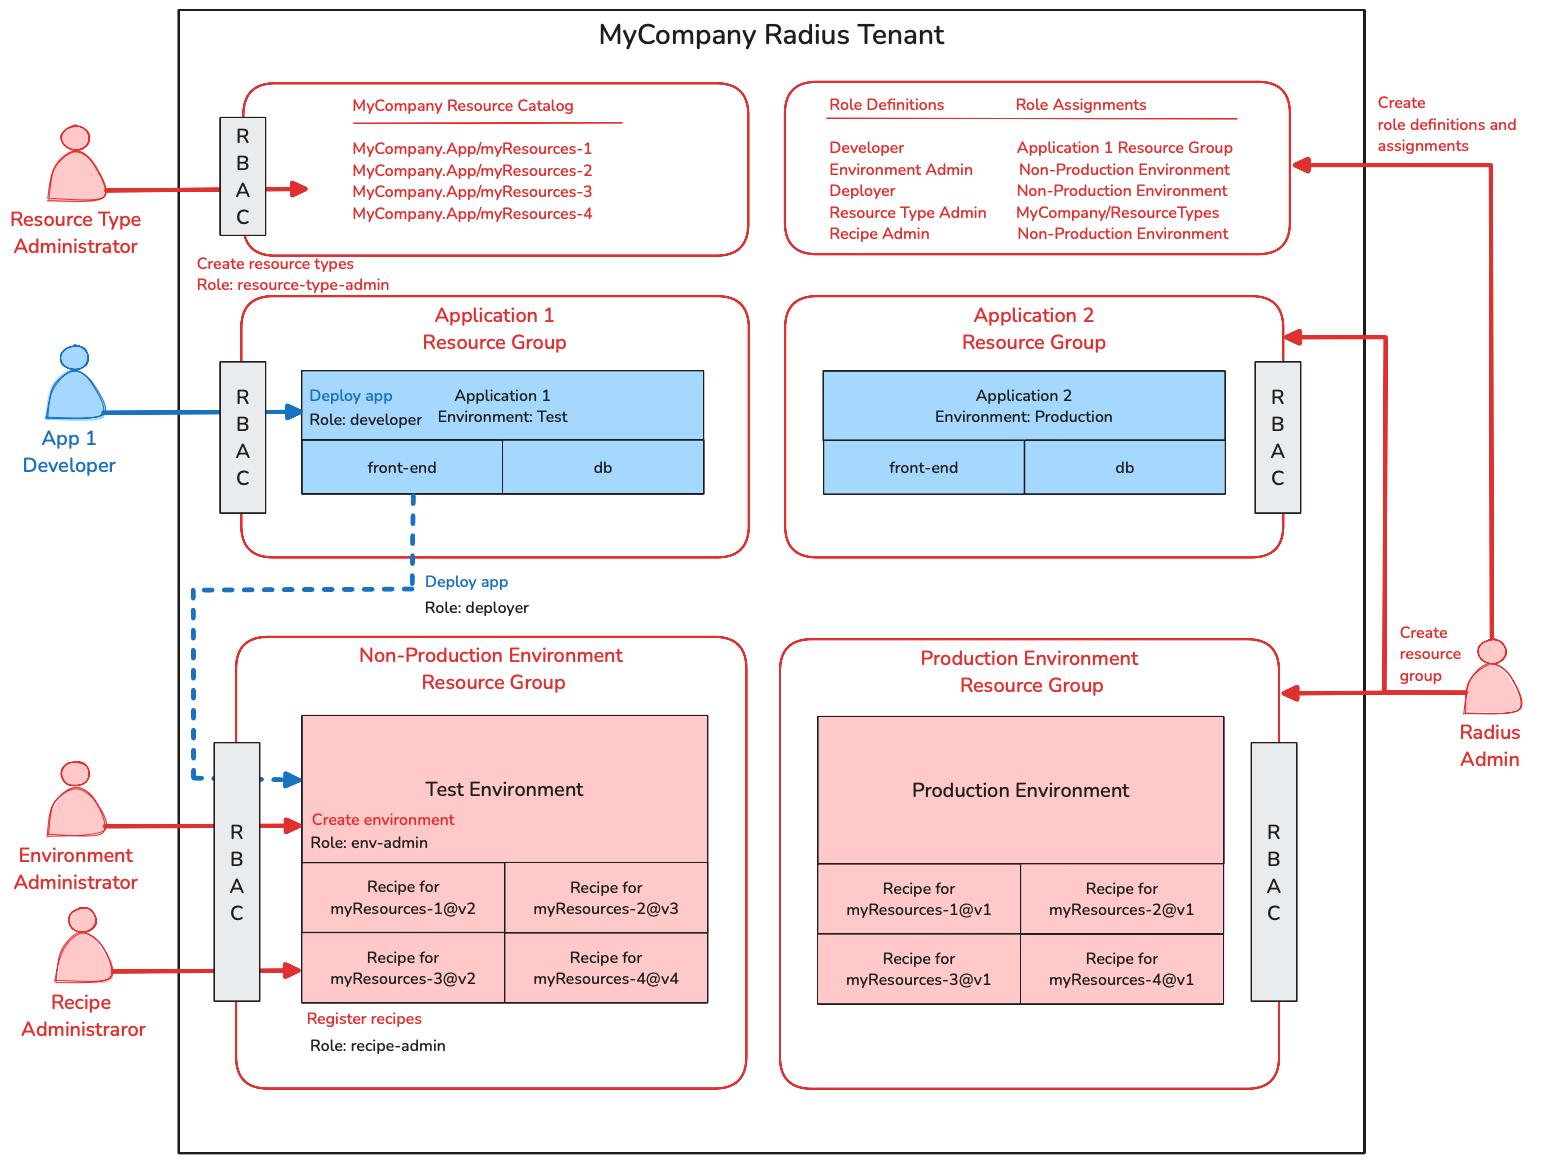 MyCompany Radius Tenant
MyCompany Resource Catalog
MyCompany.App/myResources-1
MyCompany.App/myResources-2
MyCompany.App/myResources-3
MyCompany.App/myResources-4
R
B
A
C
Resource Type
Administrator
Create resource types
Role: resource-type-admin
Role Definitions Role Assignments
Developer Application 1 Resource Group
Environment Admin Non-Production Environment
Deployer Non-Production Environment
Resource Type Admin MyCompany/ResourceTypes
Recipe Admin Non-Production Environment
Create
role definitions and
assignments
Application 1
Resource Group
R
B
A
C
App 1
Developer
Deploy app
Role: developer
Application 1
Environment: Test
front-end
db
Application 2
Resource Group
Application 2
Environment: Production
front-end
db
R
B
A
C
Deploy app
Role: deployer
Non-Production Environment
Resource Group
Test Environment
Create environment
Role: env-admin
R
B
A
C
Environment
Administrator
Recipe for
myResources-1@v2
Recipe for
myResources-2@v3
Recipe for
myResources-3@v2
Recipe for
myResources-4@v4
Recipe
Administraror
Register recipes
Role: recipe-admin
Production Environment
Resource Group
Production Environment
Recipe for
myResources-1@v1
Recipe for
myResources-2@v1
Recipe for
myResources-3@v1
Recipe for
myResources-4@v1
R
B
A
C
Create
resource
group
Radius
Admin